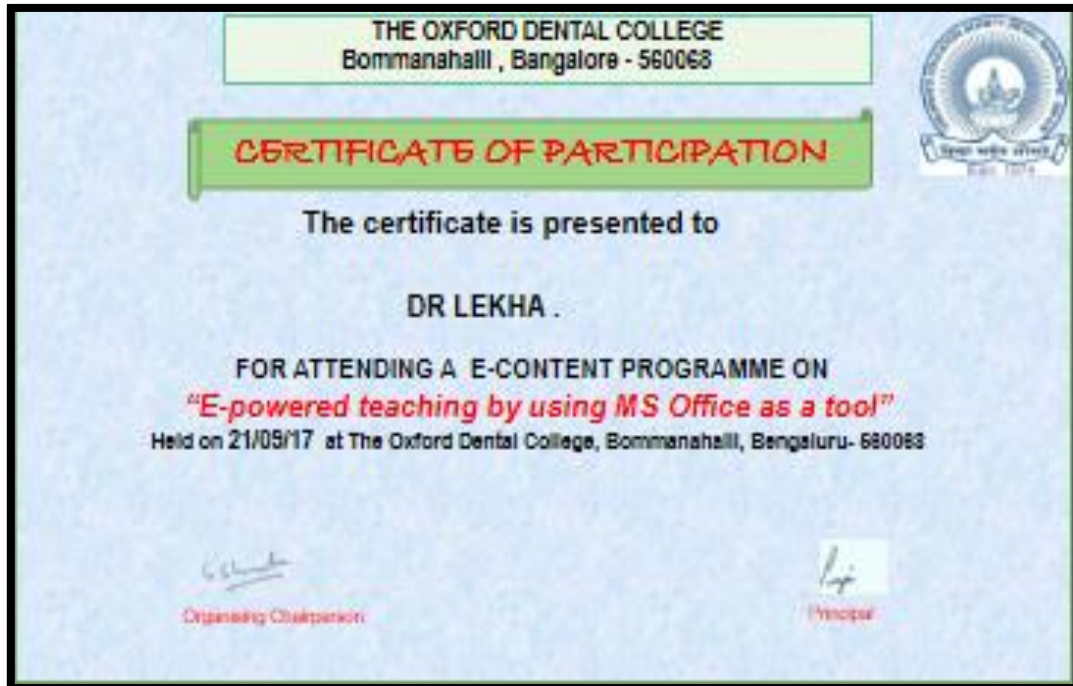 THE OXFORD DENTAL COLLEGE
Bommanahalli , Bangalore - 560068
CERTIFICATE OF PARTICIPATION
The certificate is presented to
DR LEKHA .
FOR ATTENDING A E-CONTENT PROGRAMME ON
“E-powered teaching by using MS Office as a tool”
Held on 21/09/17 at The Oxford Dental College, Bommanahalli, Bengaluru- 560068
Organising Chairperson
Principal